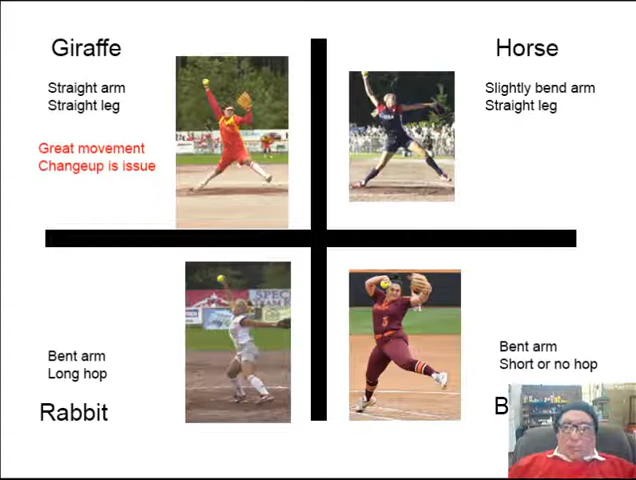 Giraffe
Horse
Straight arm
Straight leg
Slightly bend arm
Straight leg
Great movement
Changeup is issue
SPECI
Bent arm
Long hop
Bent arm
Short or no hop
Rabbit
B